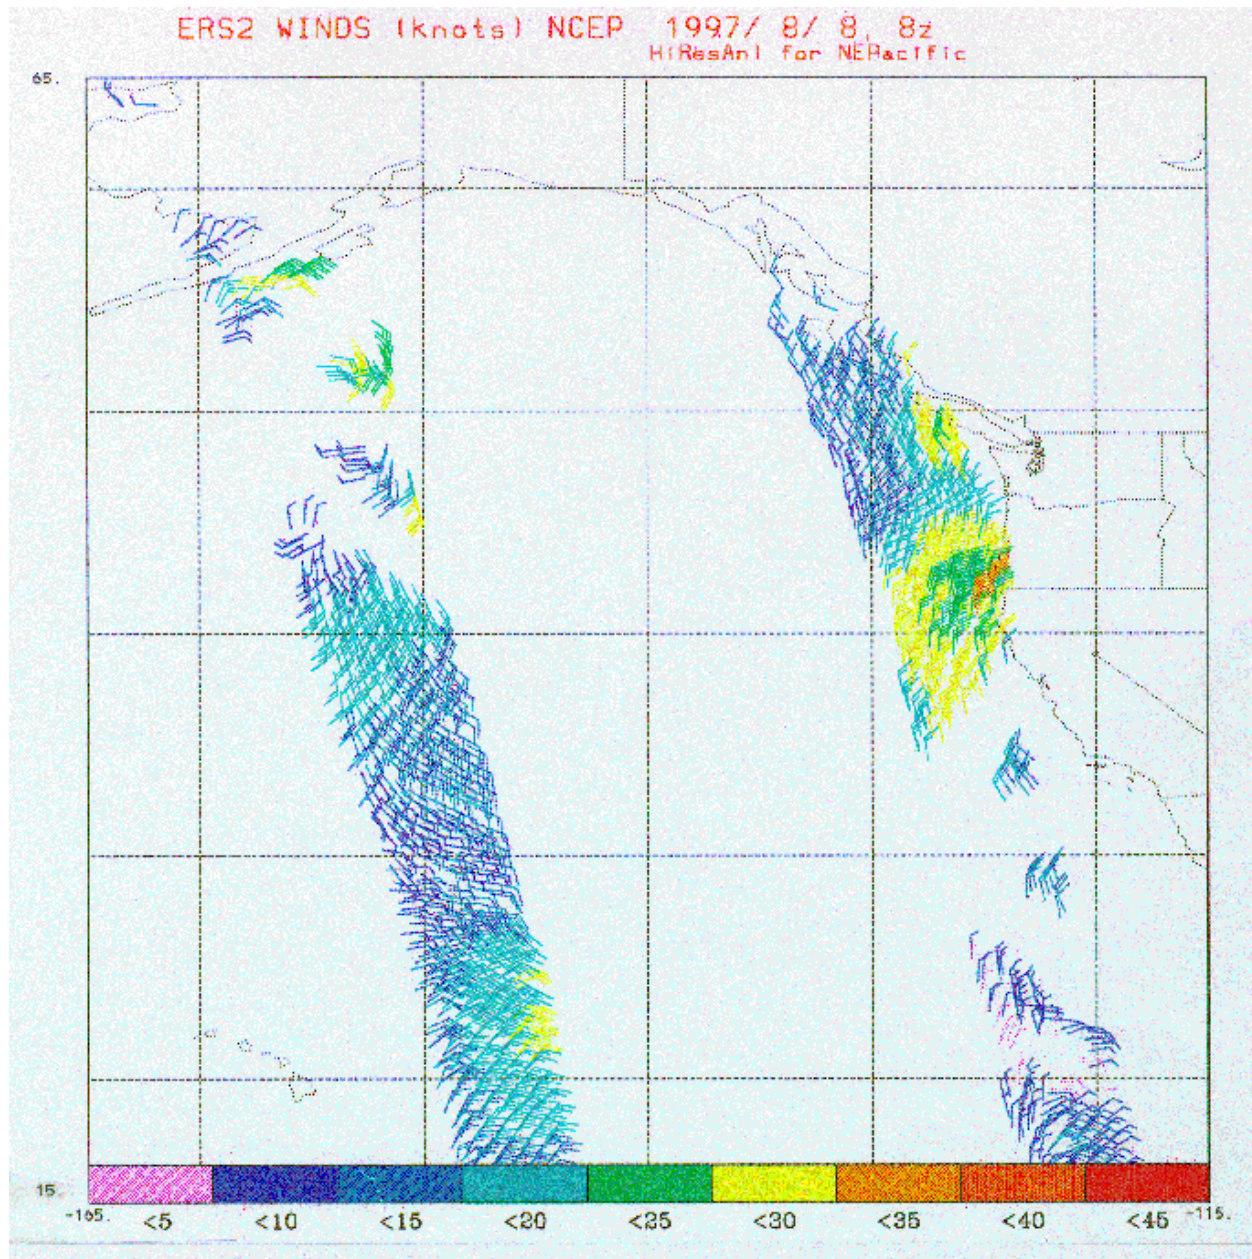 ERS2 WINDS (Knots) NCEP 1997/ 8/ 8, 8z
HiResAnl for NEPacific
65.
15.
-165. <5 <10 <15 <20 <25 <30 <35 <40 <45 -115.